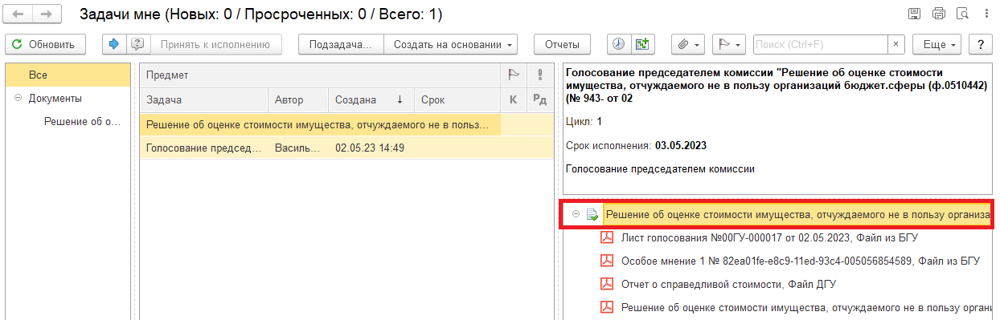 Задачи мне (Новых: 0 / Просроченных: 0 / Всего: 1)
Обновить
Принять к исполнению
Подзадача...
Создать на основании
Отчеты
Поиск (Ctrl+F)
×
Еще
?
Все
Документы
Решение об о...
Предмет
Задача Автор Создана ↓ Срок К РД
Решение об оценке стоимости имущества, отчуждаемого не в польз...
Голосование председ... Василь... 02.05.23 14:49
Голосование председателем комиссии "Решение об оценке стоимости
имущества, отчуждаемого не в пользу организаций бюджет.сферы (ф.0510442)
(№ 943- от 02
Цикл: 1
Срок исполнения: 03.05.2023
Голосование председателем комиссии
Решение об оценке стоимости имущества, отчуждаемого не в пользу организа
Лист голосования №00ГУ-000017 от 02.05.2023, Файл из БГУ
Особое мнение 1 № 82ea01fe-e8c9-11ed-93c4-005056854589, Файл из БГУ
Отчет о справедливой стоимости, Файл ДГУ
Решение об оценке стоимости имущества, отчуждаемого не в пользу органи